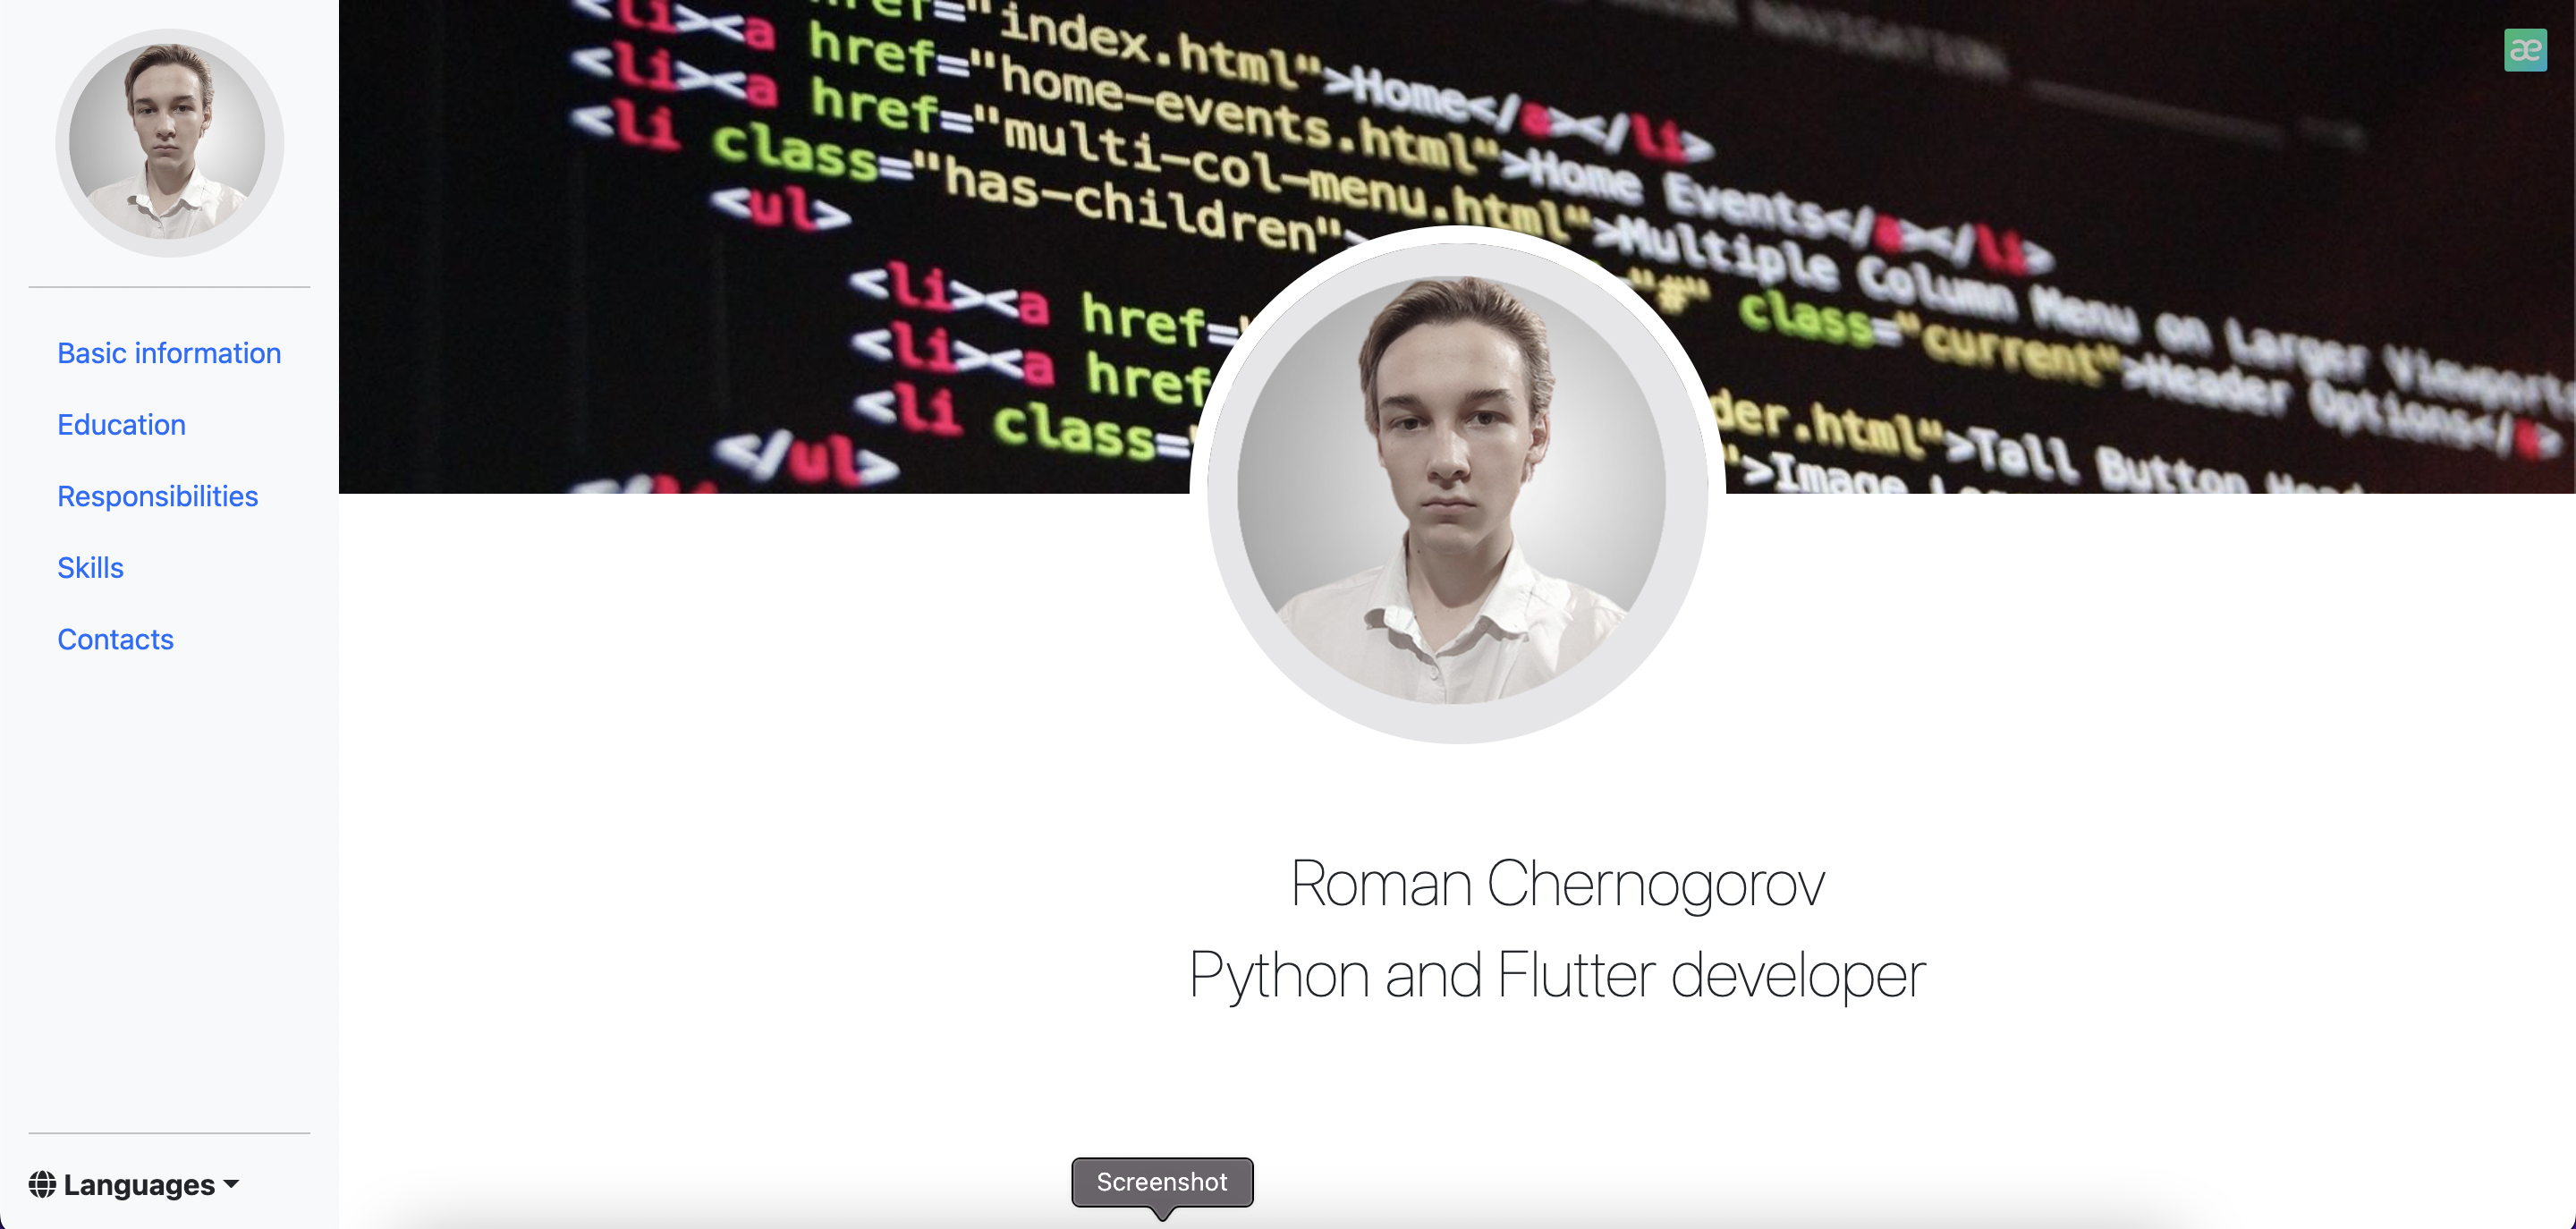 href="index.html">Home</a></li>
<li><a href="home-events.html">Home Events</a></li>
<li><a href="multi-col-menu.html">Multiple Column Menu on Larger Viewports
<li class="has-children">
"#" class="current">Header Options</a>
<ul>
<li><a href=
der.html">Tall Button
<li><a href
">Image
<li class=
</ul>
æ
Basic information
Education
Responsibilities
Skills
Contacts
Roman Chernogorov
Python and Flutter developer
Languages
Screenshot